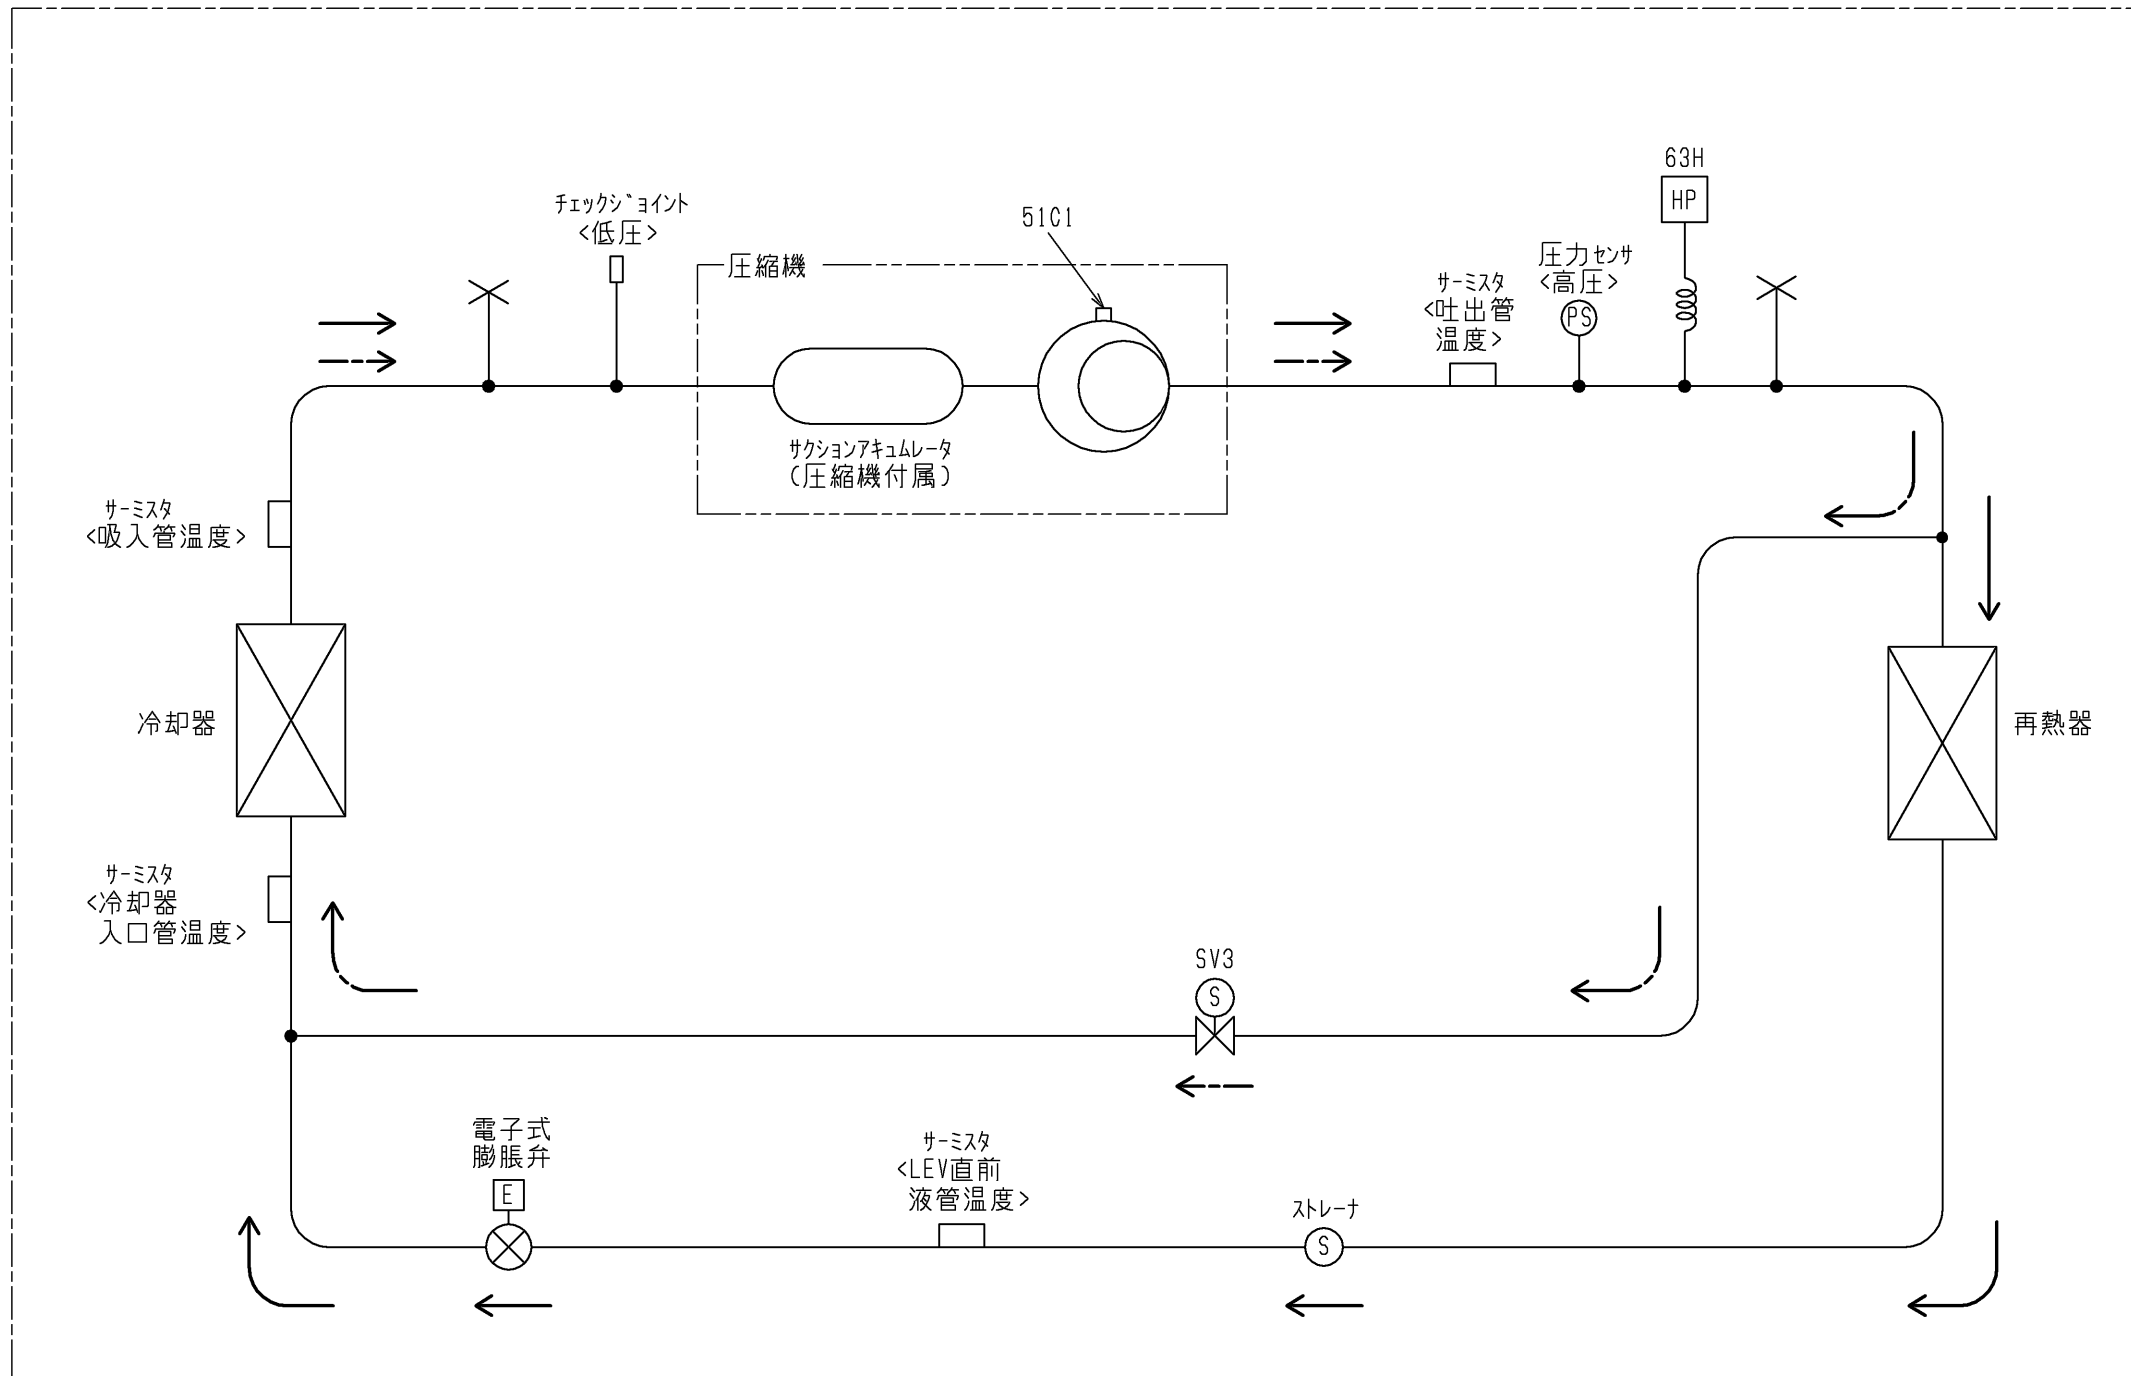 63H
HP
ﾁｪｯｸｼﾞｮｲﾝﾄ
<低圧>
51C1
圧縮機
圧力ｾﾝｻ
<高圧>
PS
ｻｰﾐｽﾀ
<吐出管
温度>
ｻｸｼｮﾝｱｷｭﾑﾚｰﾀ
(圧縮機付属)
ｻｰﾐｽﾀ
<吸入管温度>
冷却器
再熱器
ｻｰﾐｽﾀ
<冷却器
入口管温度>
SV3
S
電子式
膨脹弁
E
ｻｰﾐｽﾀ
<LEV直前
液管温度>
ｽﾄﾚｰﾅ
S